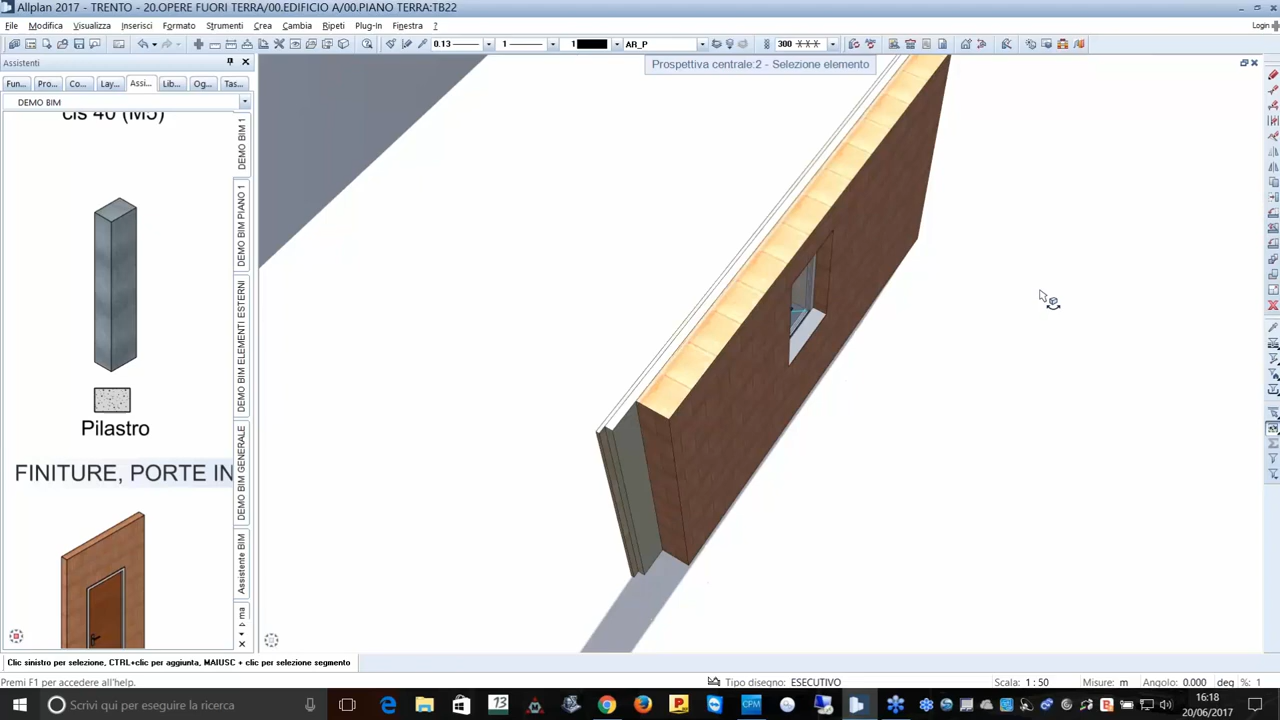 Allplan 2017 - TRENTO - 20.OPERE FUORI TERRA/00.EDIFICIO A/00.PIANO TERRA:TB22
File Modifica Visualizza Inserisci Formato Strumenti Cambia Ripeti Plug-In Finestra ?
Login
0.13 1 1 AR_P 300
Assistenti
Prospettiva centrale:2 - Selezione elemento
Fun... Pro... Co... Lay... Assi... Lib... Og... Tas...
DEMO BIM
cls 40 (M5)
DEMO BIM 1
DEMO BIM PIANO 1
DEMO BIM ELEMENTI ESTERNI
DEMO BIM GENERALE
Assistente BIM
ma
Pilastro
FINITURE, PORTE IN
Clic sinistro per selezione, CTRL+clic per aggiunta, MAIUSC + clic per selezione segmento
Premi F1 per accedere all'help.
Tipo disegno: ESECUTIVO
Scala: 1 : 50
Misure: m
Angolo: 0.000
deg
%: 1
Scrivi qui per eseguire la ricerca
13
CPM
16:18
20/06/2017